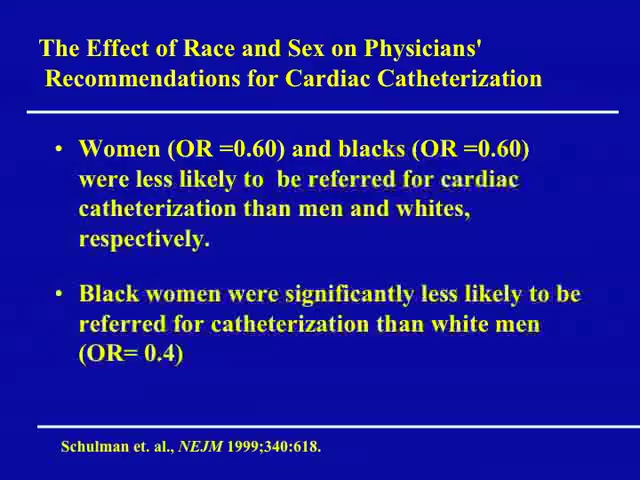 The Effect of Race and Sex on Physicians'
Recommendations for Cardiac Catheterization
• Women (OR =0.60) and blacks (OR =0.60)
were less likely to be referred for cardiac
catheterization than men and whites,
respectively.
• Black women were significantly less likely to be
referred for catheterization than white men
(OR= 0.4)
Schulman et. al., NEJM 1999;340:618.